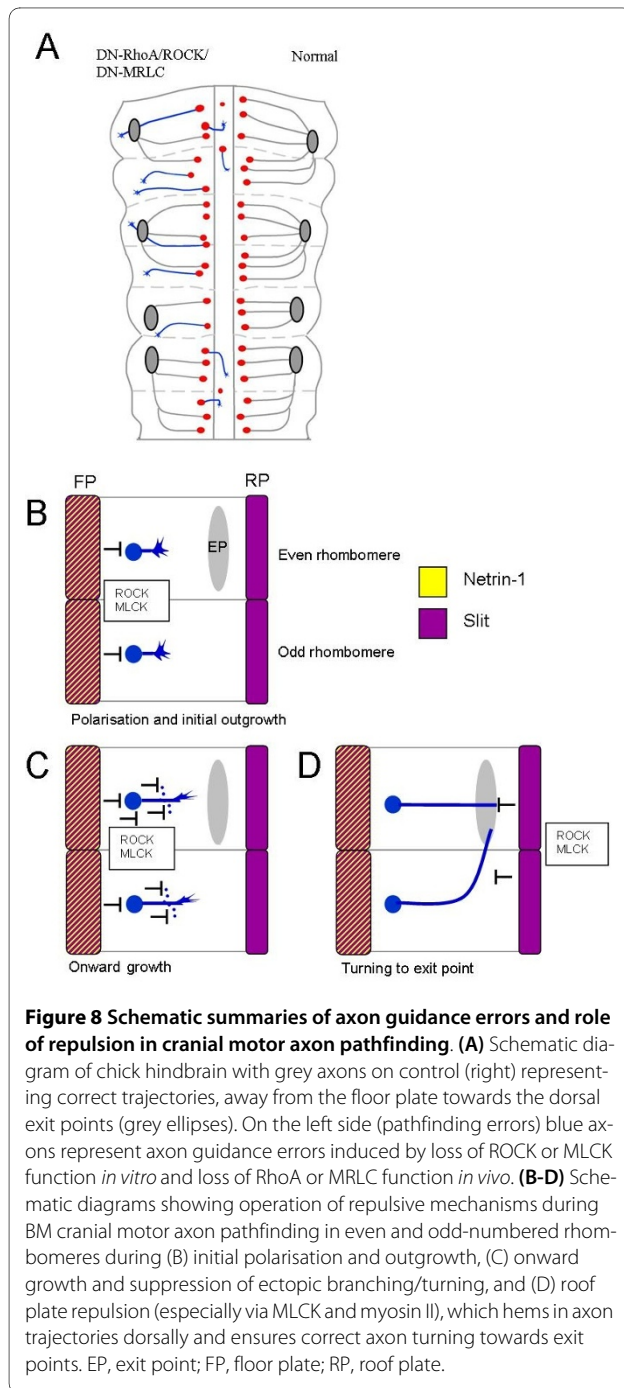 A
DN-RhoA/ROCK/
DN-MRLC
Normal
FP
RP
B
EP
Even rhombomere
ROCK
MLCK
Netrin-1
Slit
Odd rhombomere
Polarisation and initial outgrowth
C
D
ROCK
MLCK
ROCK
MLCK
Onward growth
Turning to exit point
Figure 8 Schematic summaries of axon guidance errors and role
of repulsion in cranial motor axon pathfinding. (A) Schematic dia-
gram of chick hindbrain with grey axons on control (right) represent-
ing correct trajectories, away from the floor plate towards the dorsal
exit points (grey ellipses). On the left side (pathfinding errors) blue ax-
ons represent axon guidance errors induced by loss of ROCK or MLCK
function in vitro and loss of RhoA or MRLC function in vivo. (B-D) Sche-
matic diagrams showing operation of repulsive mechanisms during
BM cranial motor axon pathfinding in even and odd-numbered rhom-
bomeres during (B) initial polarisation and outgrowth, (C) onward
growth and suppression of ectopic branching/turning, and (D) roof
plate repulsion (especially via MLCK and myosin II), which hems in axon
trajectories dorsally and ensures correct axon turning towards exit
points. EP, exit point; FP, floor plate; RP, roof plate.